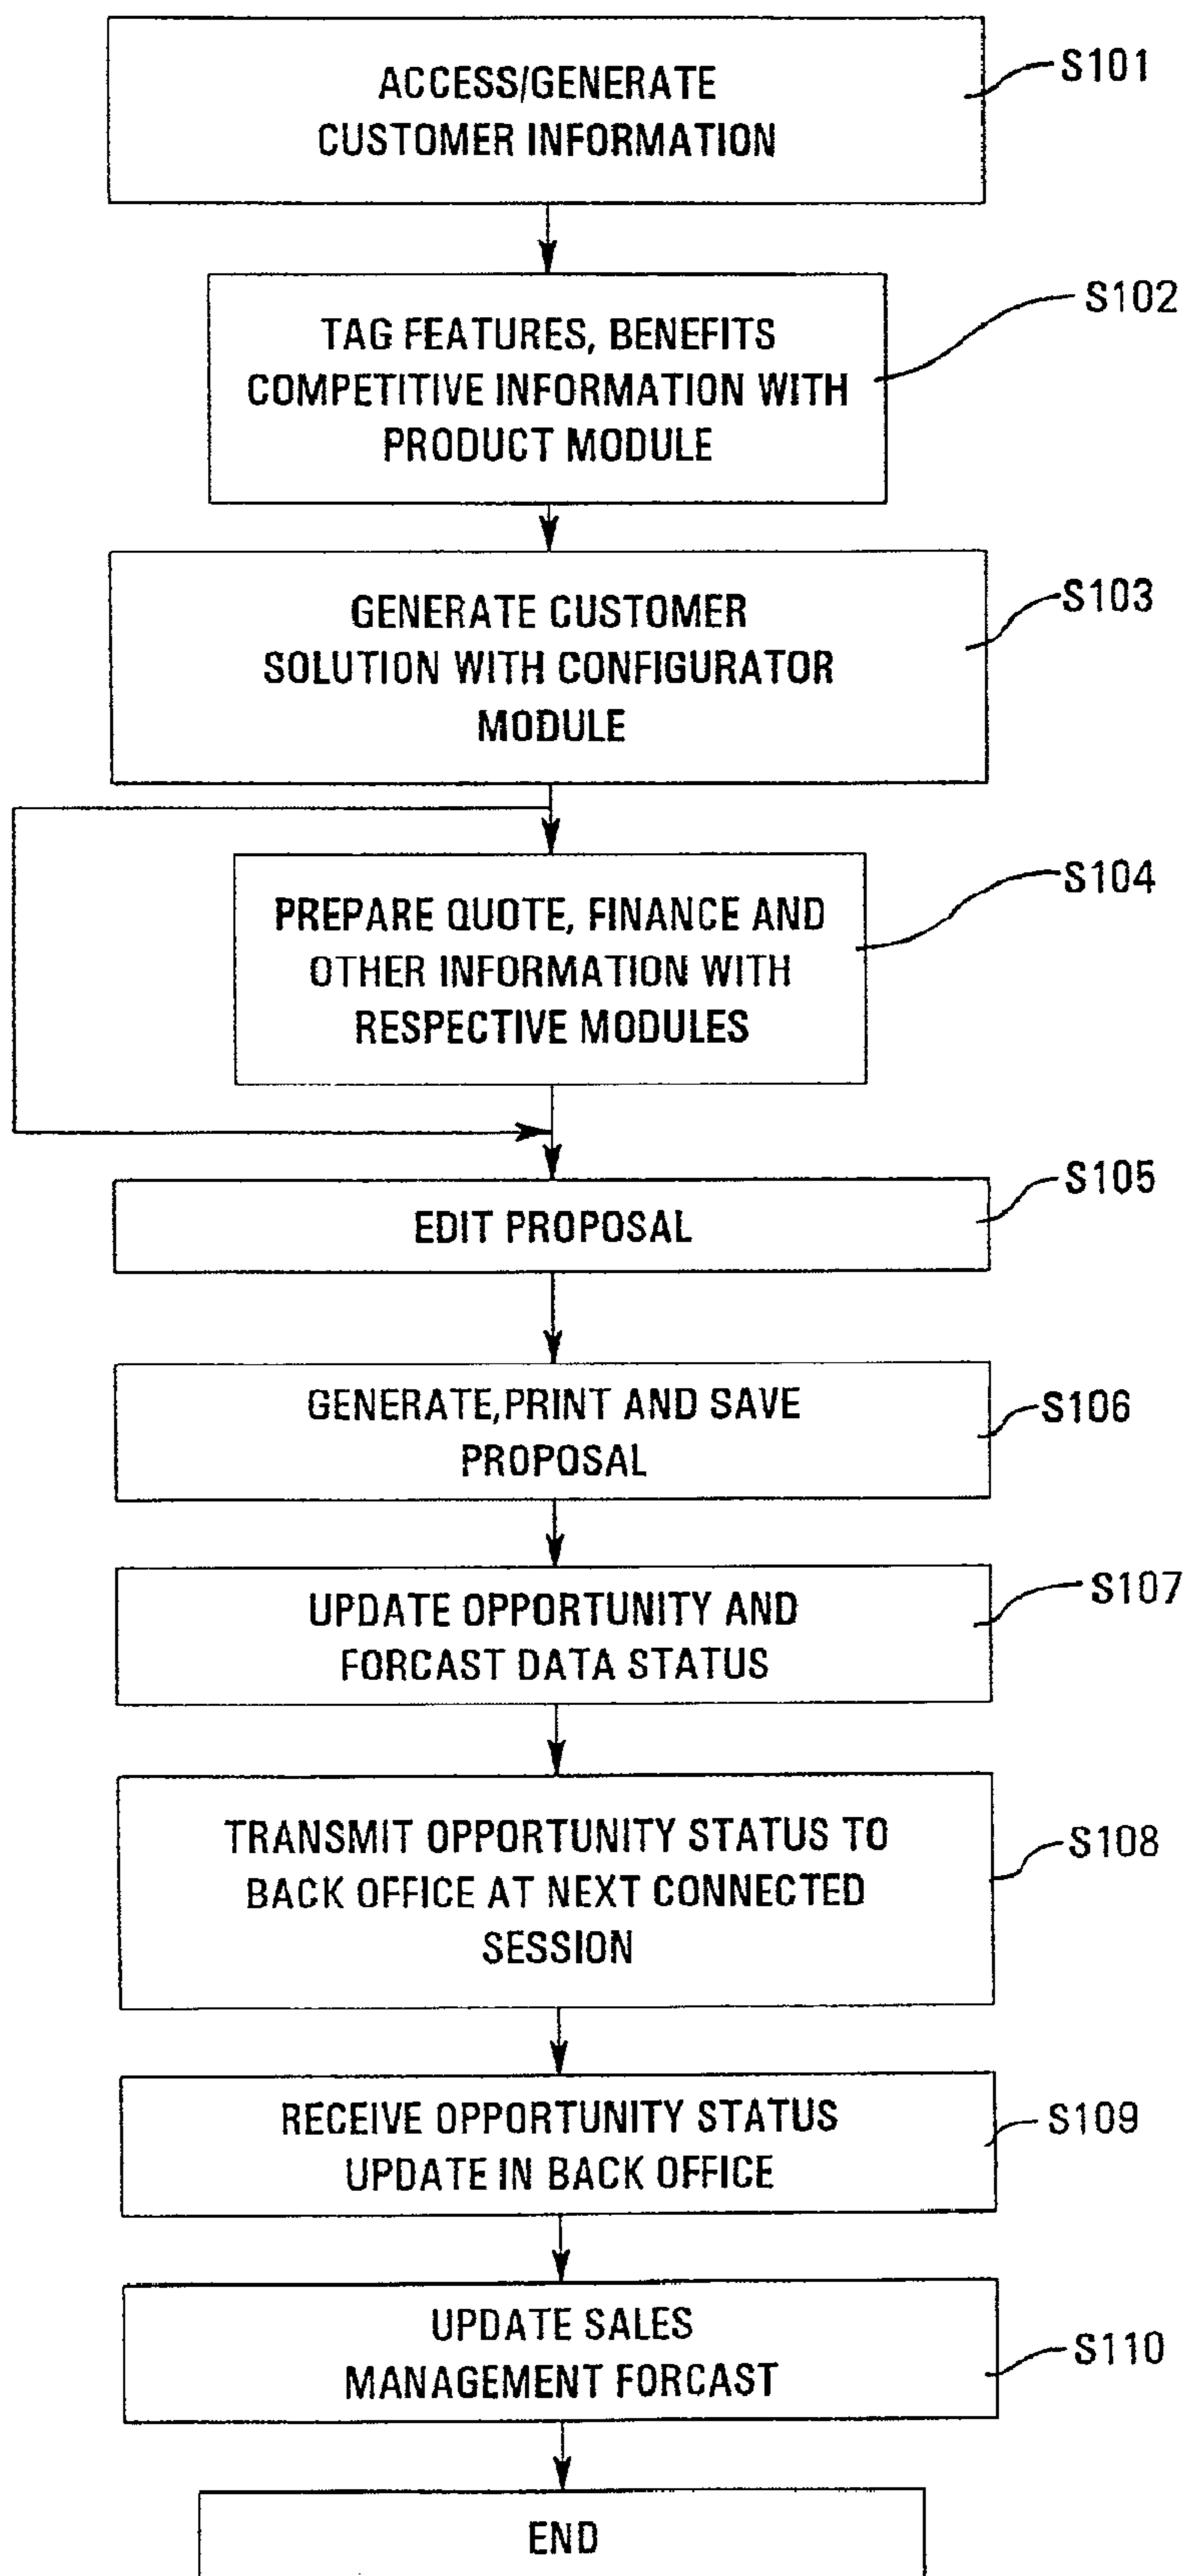 ACCESS/GENERATE
CUSTOMER INFORMATION
S101
TAG FEATURES, BENEFITS
COMPETITIVE INFORMATION WITH
PRODUCT MODULE
S102
GENERATE CUSTOMER
SOLUTION WITH CONFIGURATOR
MODULE
S103
PREPARE QUOTE, FINANCE AND
OTHER INFORMATION WITH
RESPECTIVE MODULES
S104
EDIT PROPOSAL
S105
GENERATE,PRINT AND SAVE
PROPOSAL
S106
UPDATE OPPORTUNITY AND
FORCAST DATA STATUS
S107
TRANSMIT OPPORTUNITY STATUS TO
BACK OFFICE AT NEXT CONNECTED
SESSION
S108
RECEIVE OPPORTUNITY STATUS
UPDATE IN BACK OFFICE
S109
UPDATE SALES
MANAGEMENT FORCAST
S110
END